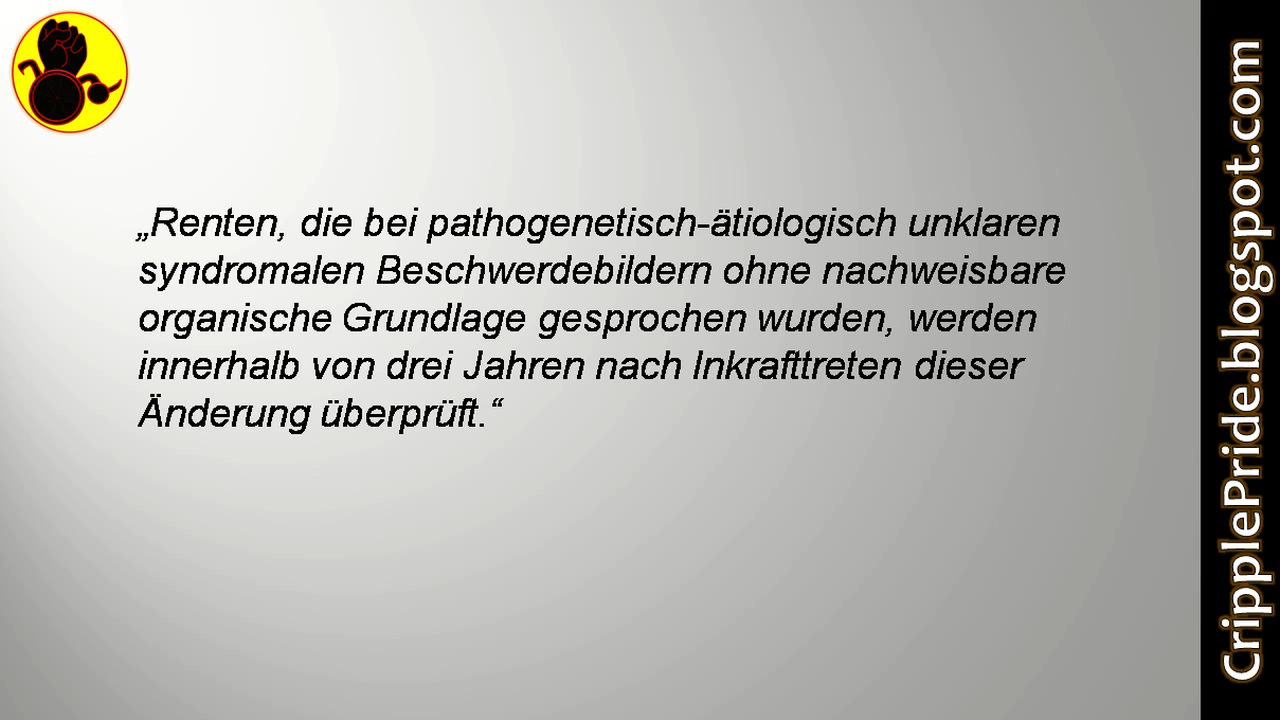 „Renten, die bei pathogenetisch-ätiologisch unklaren
syndromalen Beschwerdebildern ohne nachweisbare
organische Grundlage gesprochen wurden, werden
innerhalb von drei Jahren nach Inkrafttreten dieser
Änderung überprüft.“
CripplePride.blogspot.com